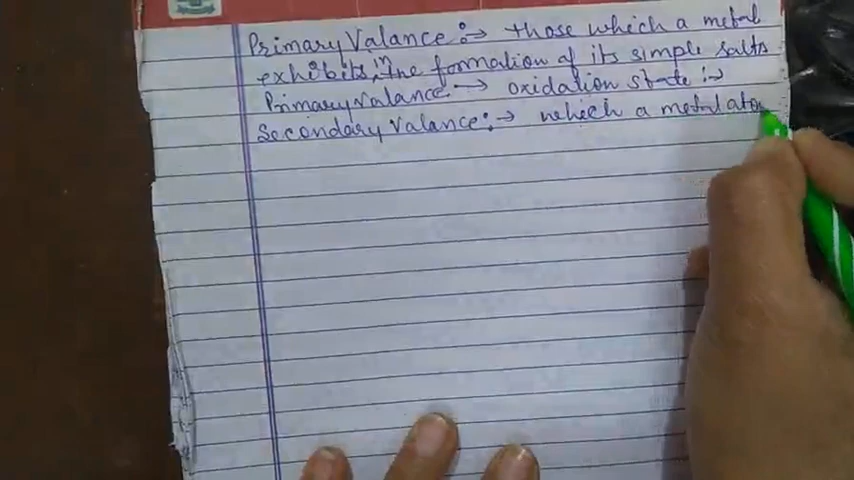 Primary Valance :→ those which a metal
exhibits in the formation of its simple salts
Primary valance :→ oxidation state :→
Secondary Valance :→ which a metal atom